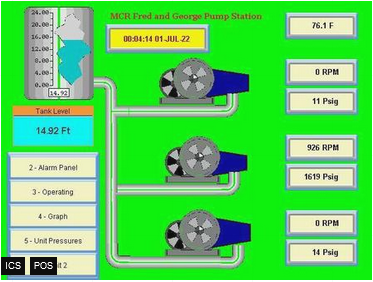 MCR Fred and George Pump Station
00:04:14 01-JUL-22
76.1 F
24.00
20.00
16.00
12.00
8.00
4.00
0.00
14.92
Tank Level
14.92 Ft
0 RPM
11 Psig
926 RPM
1619 Psig
0 RPM
14 Psig
2 - Alarm Panel
3 - Operating
4 - Graph
5 - Unit Pressures
it 2
ICS
POS